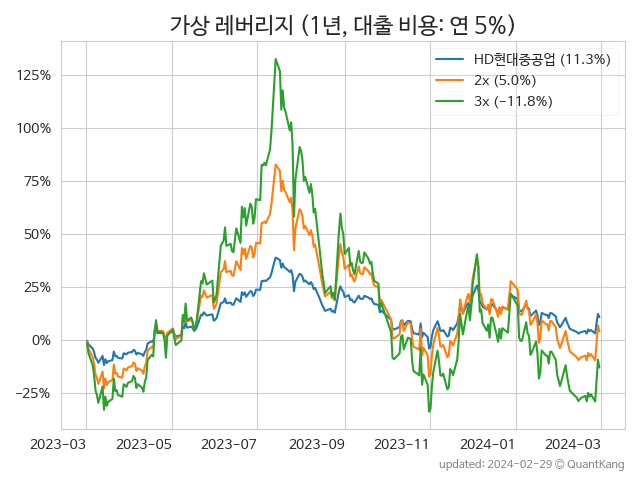 가상 레버리지 (1년, 대출 비용: 연 5%)
HD현대중공업 (11.3%)
2x (5.0%)
3x (−11.8%)
125%
100%
75%
50%
25%
0%
−25%
2023-03 2023-05 2023-07 2023-09 2023-11 2024-01 2024-03
updated: 2024-02-29 © QuantKang